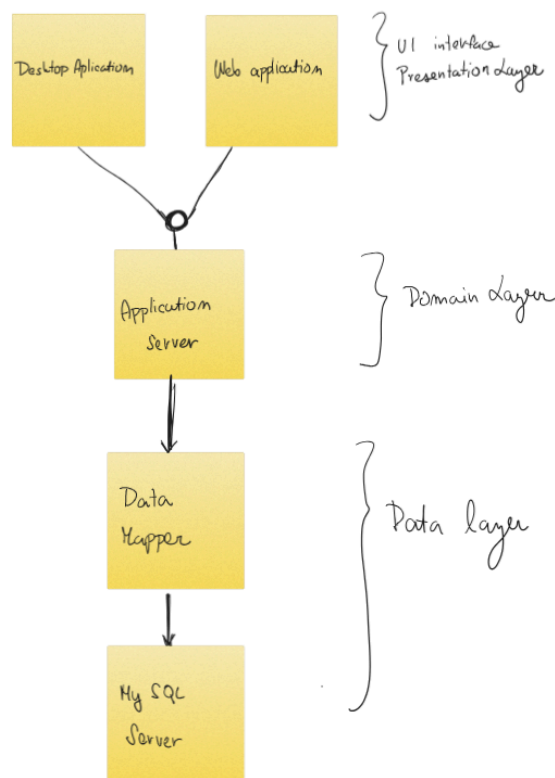 Desktop Aplication
Web application
UI interface
Presentation Layer
Application
Server
Domain Layer
Data
Mapper
Data layer
My SQL
Server